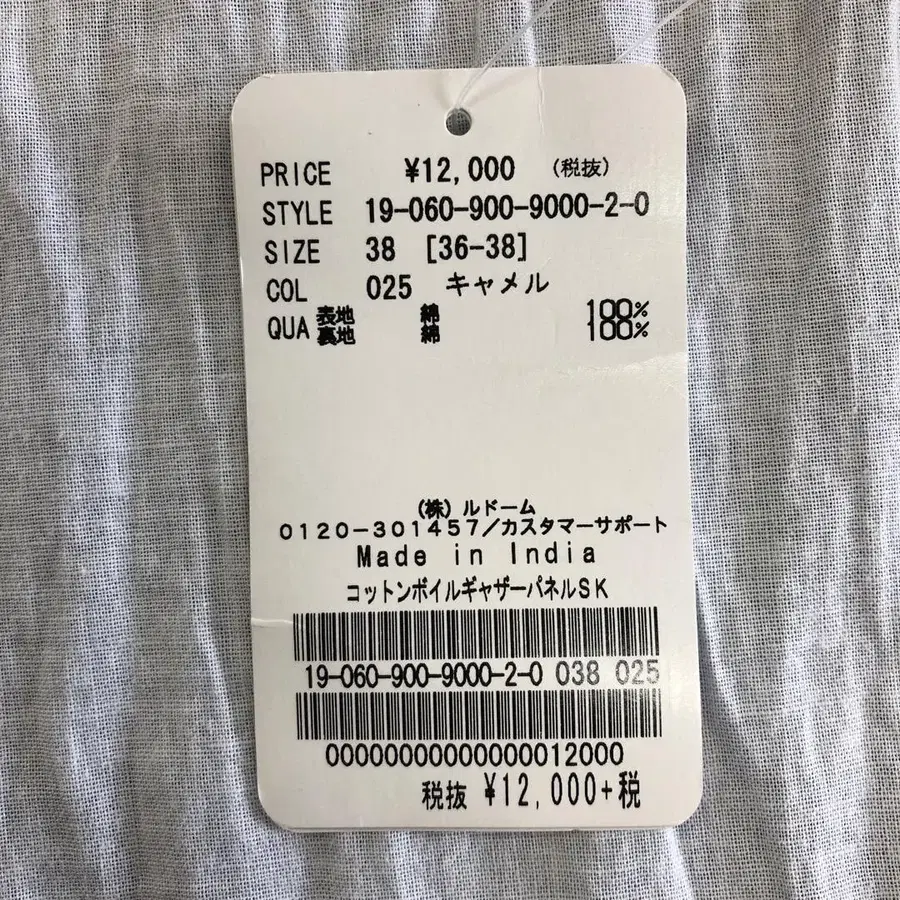 PRICE ¥12,000 (税抜)
STYLE 19-060-900-9000-2-0
SIZE 38 [36-38]
COL 025 キャメル
QUA 表地 綿 100%
裏地 綿 100%
(株)ルドーム
0120-301457/カスタマーサポート
Made in India
コットンボイルギャザーパネルSK
19-060-900-9000-2-0 038 025
00000000000000012000
税抜 ¥12,000+税